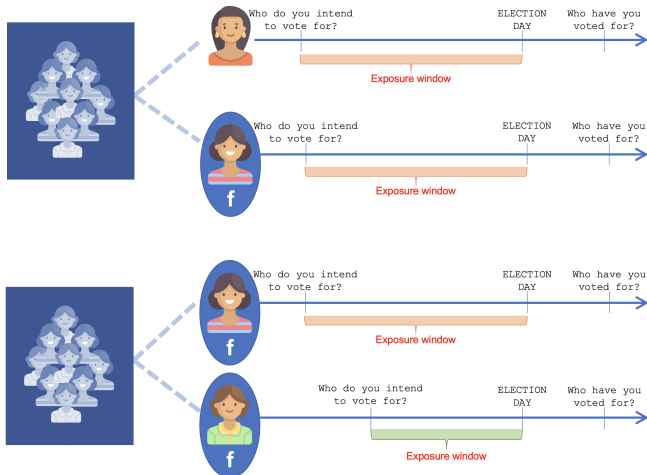 Who do you intend
to vote for?
ELECTION
DAY
Who have you
voted for?
Exposure window
Who do you intend
to vote for?
ELECTION
DAY
Who have you
voted for?
Exposure window
f
Who do you intend
to vote for?
ELECTION
DAY
Who have you
voted for?
Exposure window
f
Who do you intend
to vote for?
ELECTION
DAY
Who have you
voted for?
Exposure window
f